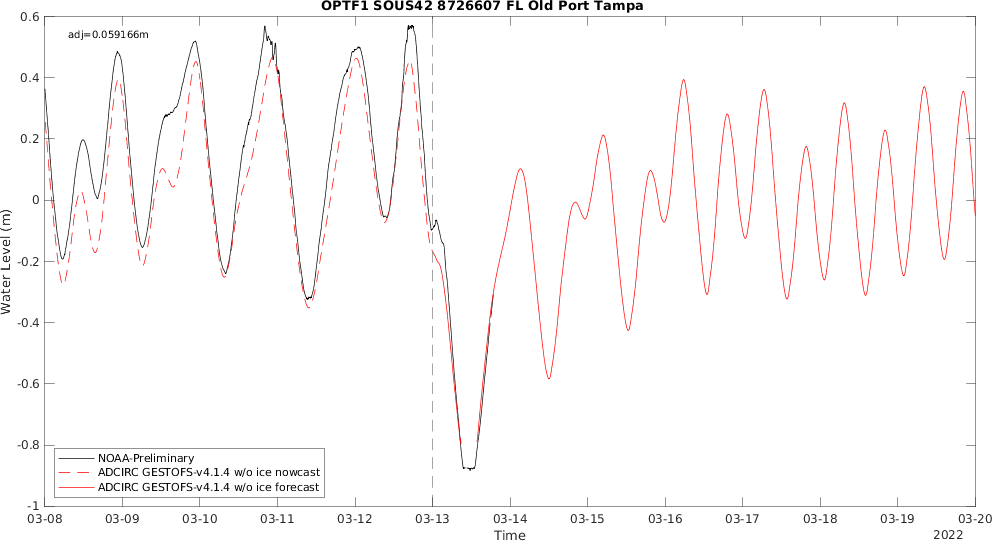 OPTF1 SOUS42 8726607 FL Old Port Tampa
adj=0.059166m
0.6
0.4
0.2
0
-0.2
-0.4
-0.6
-0.8
-1
Water Level (m)
NOAA-Preliminary
ADCIRC GESTOFS-v4.1.4 w/o ice nowcast
ADCIRC GESTOFS-v4.1.4 w/o ice forecast
03-08 03-09 03-10 03-11 03-12 03-13 03-14 03-15 03-16 03-17 03-18 03-19 03-20
Time
2022